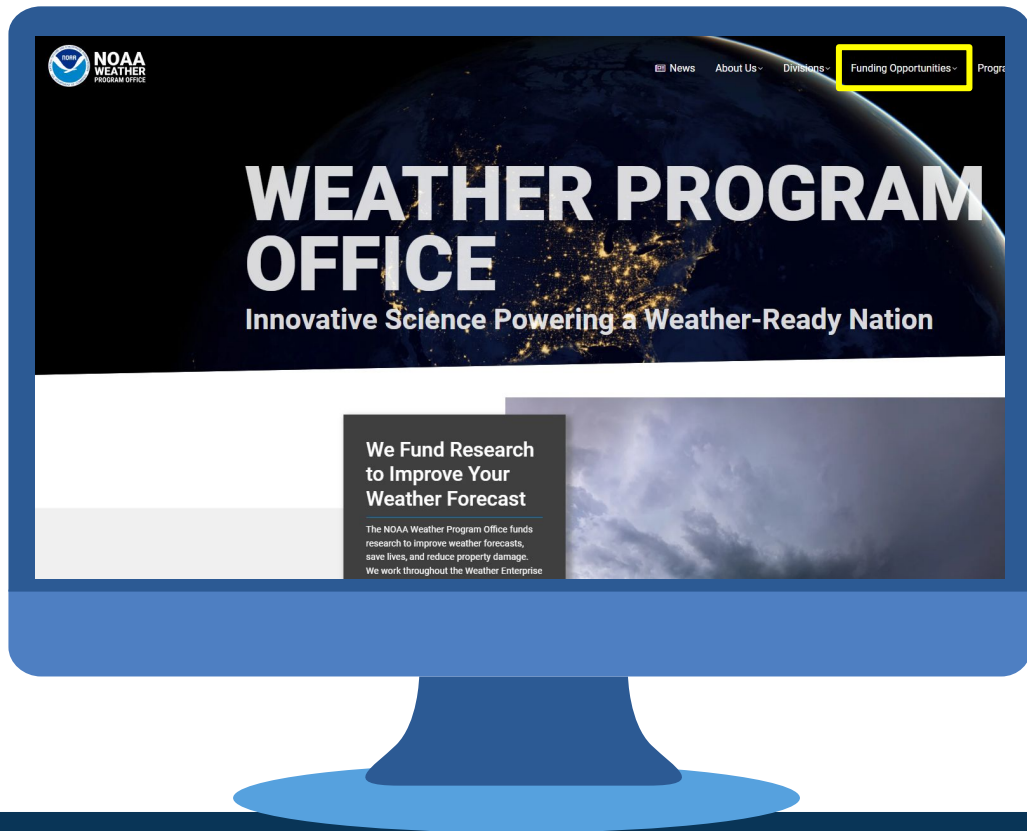 NOAA
NOAA
WEATHER
PROGRAM OFFICE
News About Us Divisions Funding Opportunities Progra
WEATHER PROGRAM
OFFICE
Innovative Science Powering a Weather-Ready Nation
We Fund Research
to Improve Your
Weather Forecast
The NOAA Weather Program Office funds
research to improve weather forecasts,
save lives, and reduce property damage.
We work throughout the Weather Enterprise